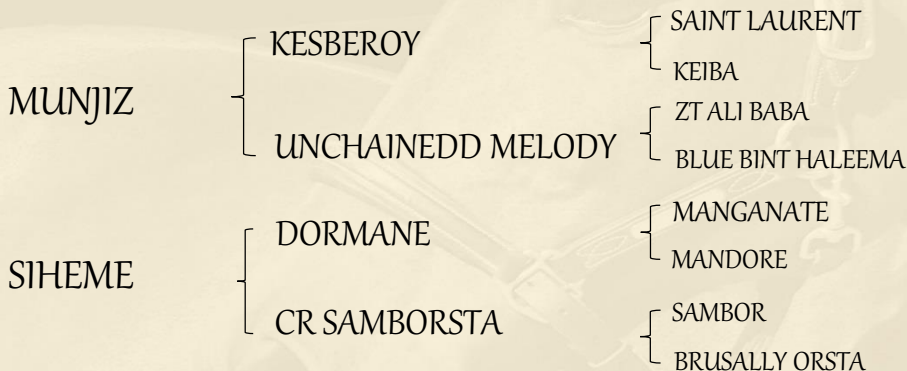 SAINT LAURENT
KESBEROY
KEIBA
MUNJIZ
ZT ALI BABA
UNCHAINEDD MELODY
BLUE BINT HALEEMA
MANGANATE
DORMANE
MANDORE
SIHEME
SAMBOR
CR SAMBORSTA
BRUSALLY ORSTA